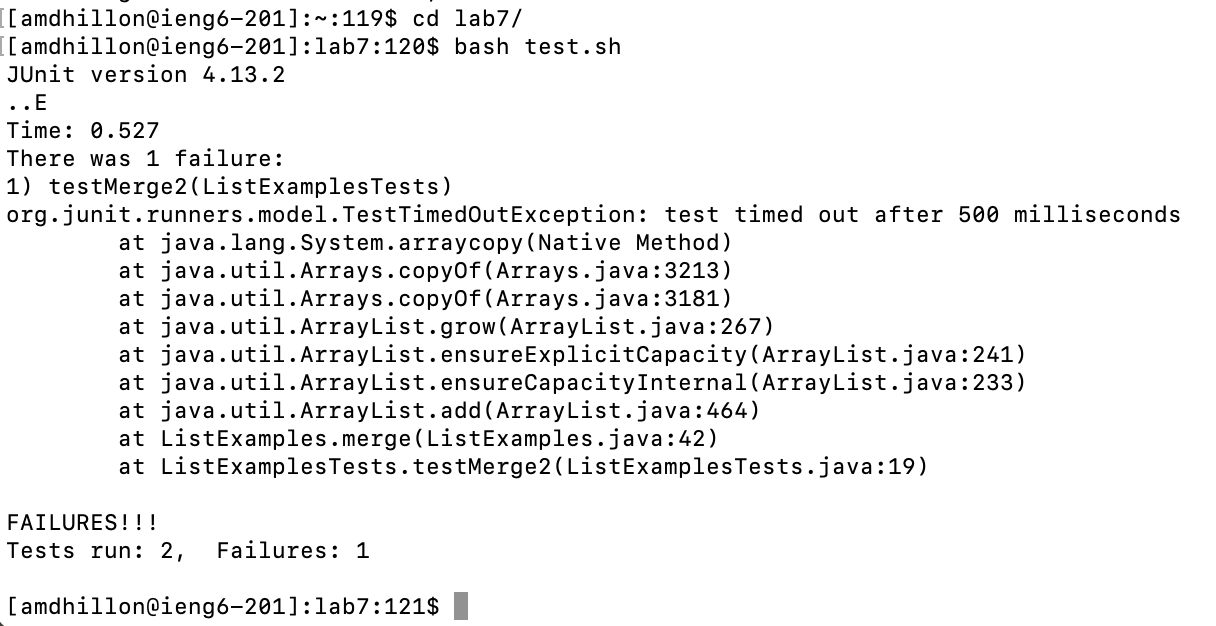 [[amdhillon@ieng6-201]:~:119$ cd lab7/
[[amdhillon@ieng6-201]:lab7:120$ bash test.sh
JUnit version 4.13.2
..E
Time: 0.527
There was 1 failure:
1) testMerge2(ListExamplesTests)
org.junit.runners.model.TestTimedOutException: test timed out after 500 milliseconds
        at java.lang.System.arraycopy(Native Method)
        at java.util.Arrays.copyOf(Arrays.java:3213)
        at java.util.Arrays.copyOf(Arrays.java:3181)
        at java.util.ArrayList.grow(ArrayList.java:267)
        at java.util.ArrayList.ensureExplicitCapacity(ArrayList.java:241)
        at java.util.ArrayList.ensureCapacityInternal(ArrayList.java:233)
        at java.util.ArrayList.add(ArrayList.java:464)
        at ListExamples.merge(ListExamples.java:42)
        at ListExamplesTests.testMerge2(ListExamplesTests.java:19)
FAILURES!!!
Tests run: 2,  Failures: 1
[amdhillon@ieng6-201]:lab7:121$